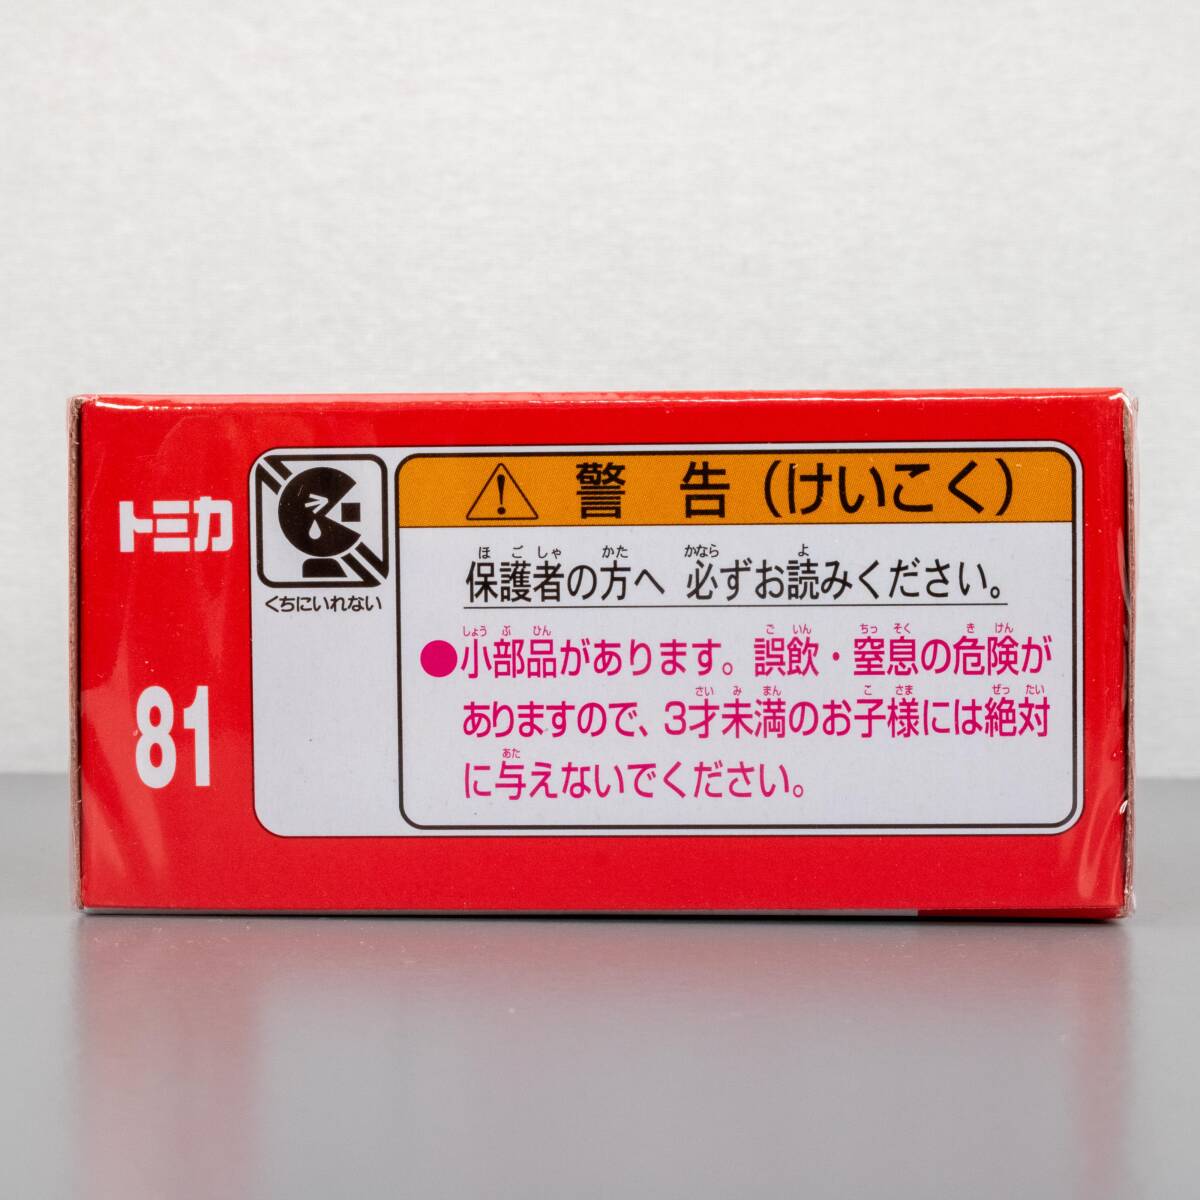 トミカ
81
くちにいれない
警 告（けいこく）
ほ ご しゃ かた かなら よ
保護者の方へ 必ずお読みください。
しょう ぶ ひん ご いん ちっ そく き けん
●小部品があります。誤飲・窒息の危険が
さい み まん こ さま ぜっ たい
ありますので、3才未満のお子様には絶対
あた
に与えないでください。